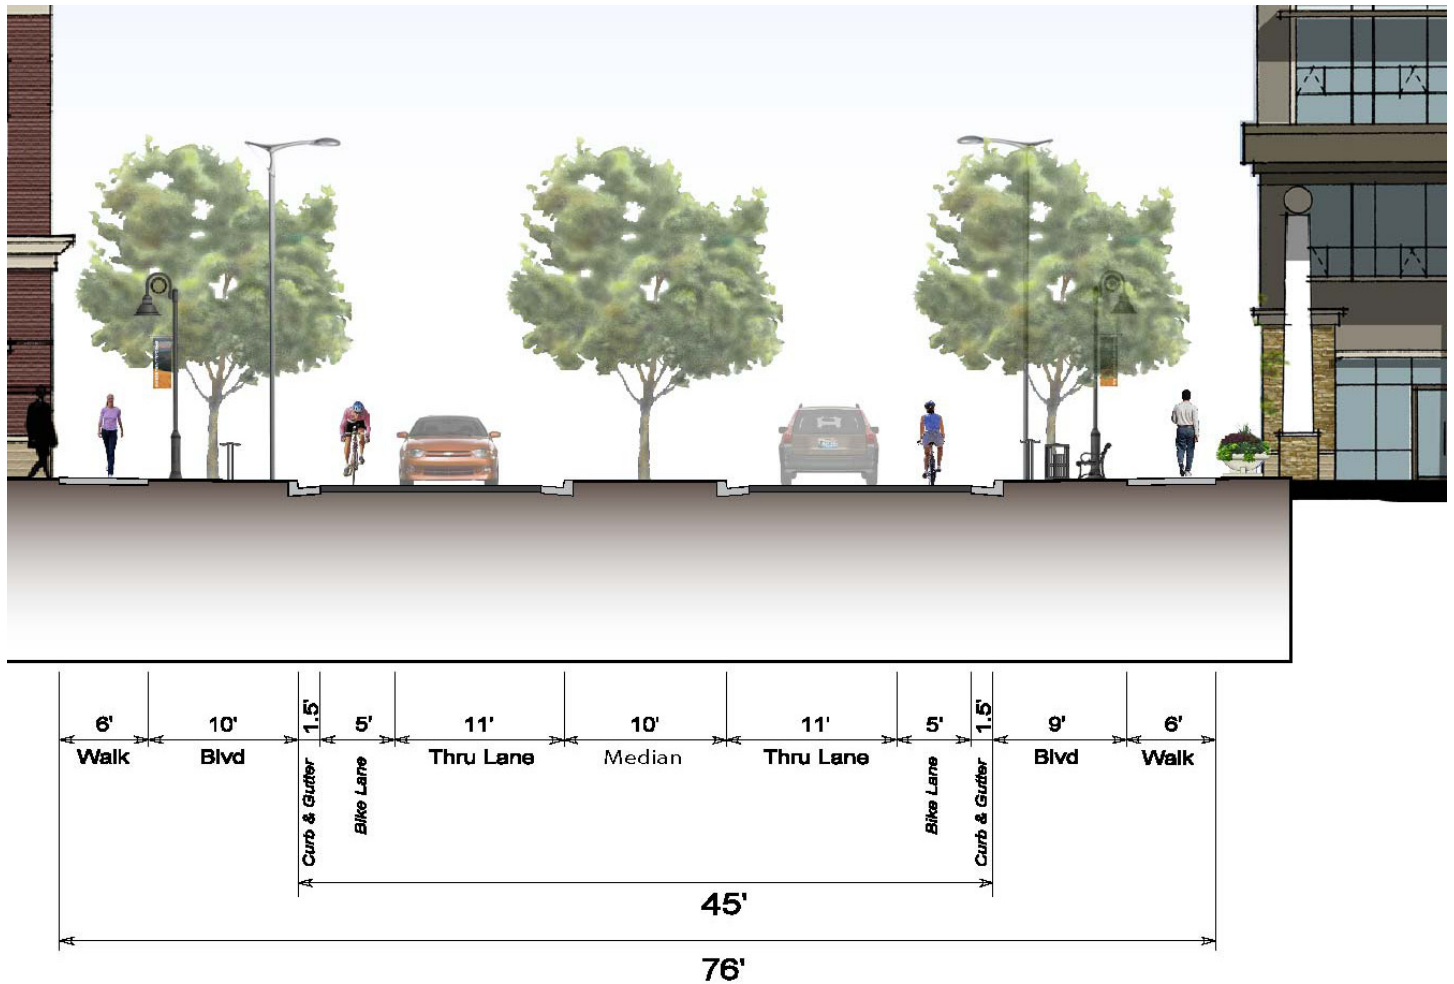 6' 10' 1.5' 5' 11' 10' 11' 5' 1.5' 9' 6'
Walk Blvd Curb & Gutter Bike Lane Thru Lane Median Thru Lane Bike Lane Curb & Gutter Blvd Walk
45'
76'